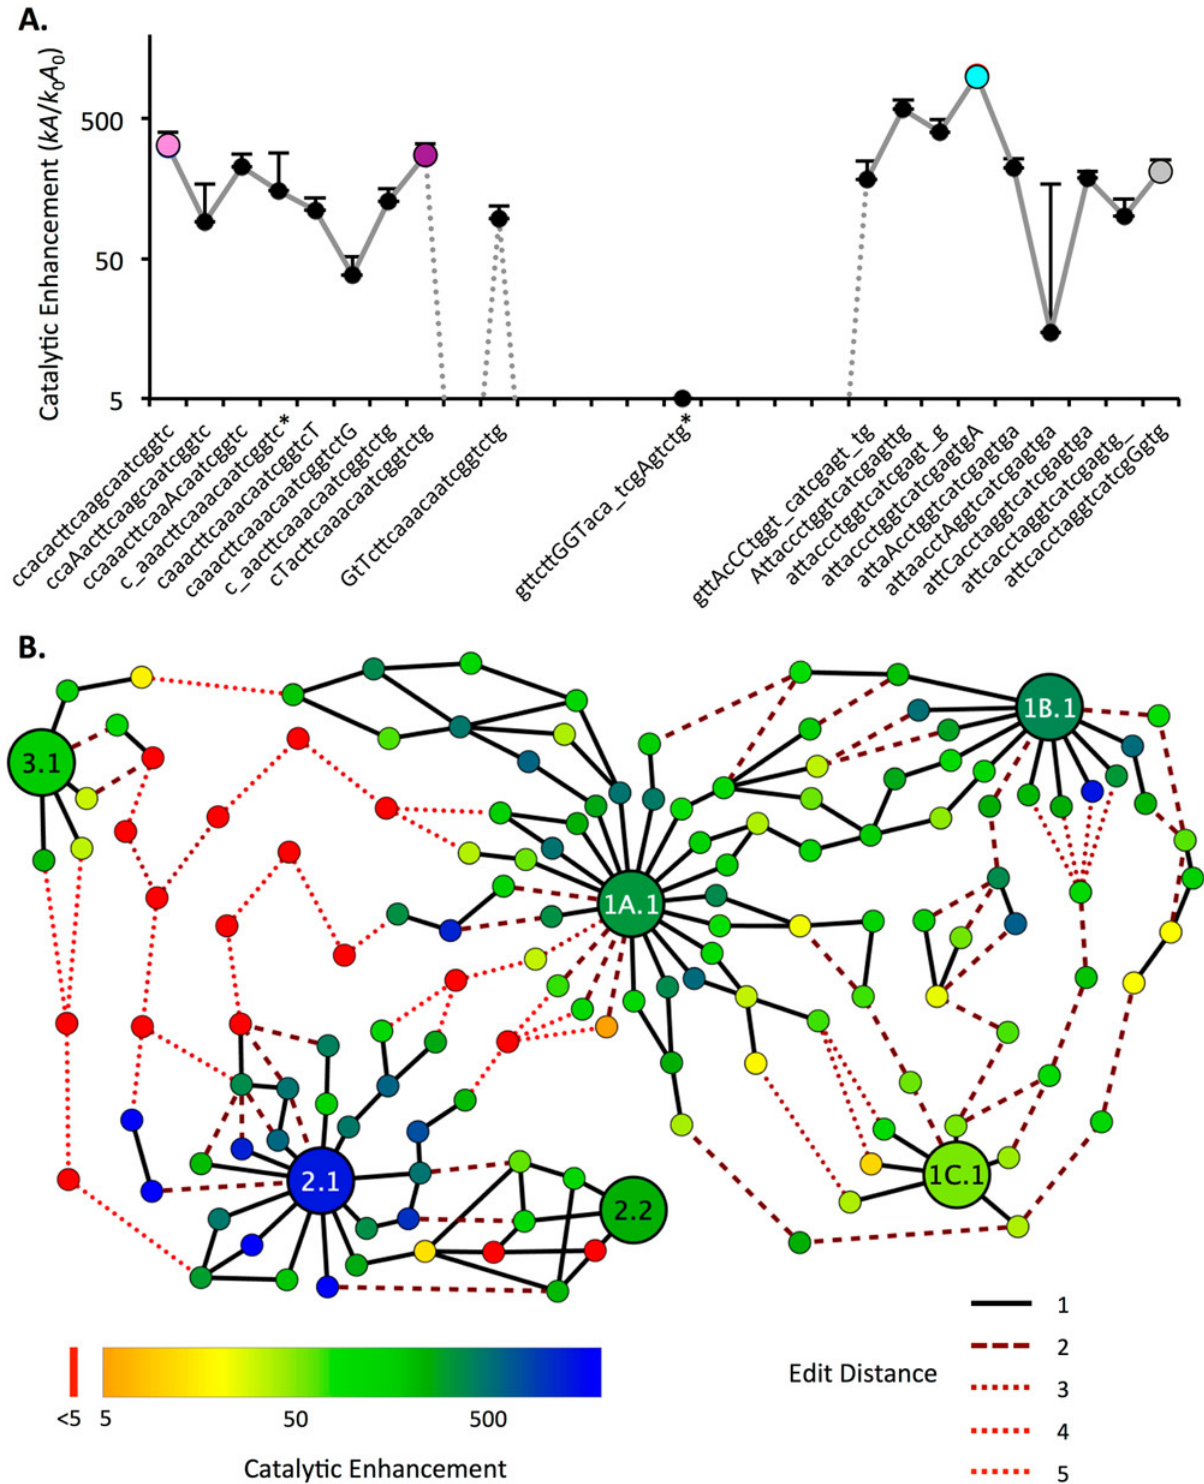 A.
Catalytic Enhancement (kA/k₀A₀)
500
50
5
ccacacttcaagcaatcggtc
ccaAacttcaagcaatcggtc
ccaaacttcaaAcaatcggtc
c_aaacttcaaacaatcggtc*
caaacttcaaacaatcggtcT
caaacttcaaacaatcggtctG
c_aacttcaaacaatcggtctg
cTacttcaaacaatcggtctg
GtTcttcaaacaatcggtctg
gttcttGGTaca_tcgAgtctg*
gttAcCCtggt_catcgagt_tg
Attaccctggtcatcgagttg
attaccctggtcatcgagt_g
attaccctggtcatcgagtgA
attaAcctggtcatcgagtga
attaacctAggtcatcgagtga
attCacctaggtcatcgagtga
attcacctaggtcatcgagtg_
attcacctaggtcatcgGgtg
B.
3.1
1B.1
1A.1
2.1
2.2
1C.1
<5 5 50 500
Catalytic Enhancement
Edit Distance
1
2
3
4
5